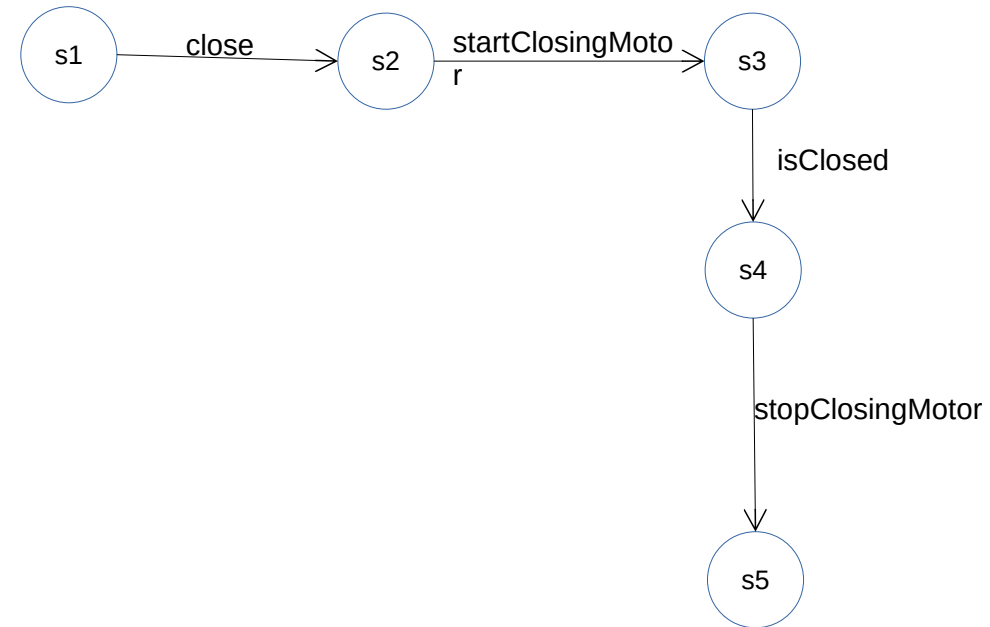 s1
close
s2
startClosingMoto
r
s3
isClosed
s4
stopClosingMotor
s5